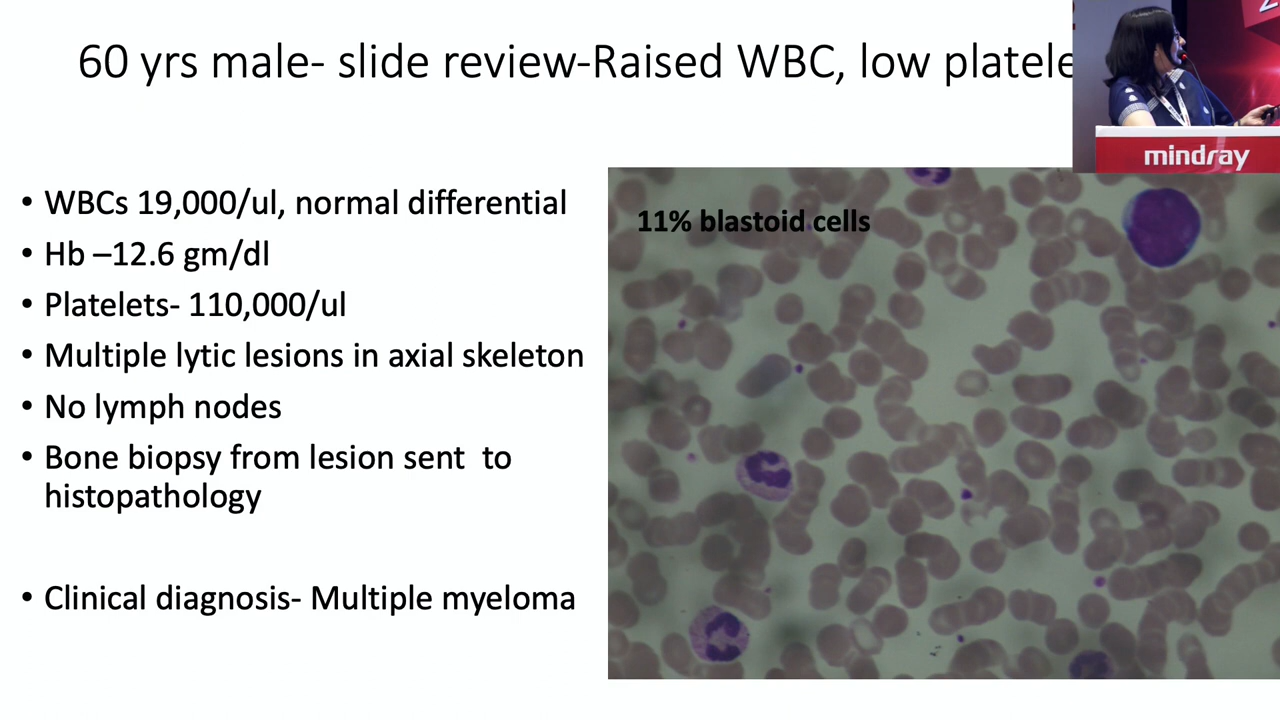 60 yrs male- slide review-Raised WBC, low platele
mindray
• WBCs 19,000/ul, normal differential
• Hb –12.6 gm/dl
• Platelets- 110,000/ul
• Multiple lytic lesions in axial skeleton
• No lymph nodes
• Bone biopsy from lesion sent to
histopathology
• Clinical diagnosis- Multiple myeloma
11% blastoid cells